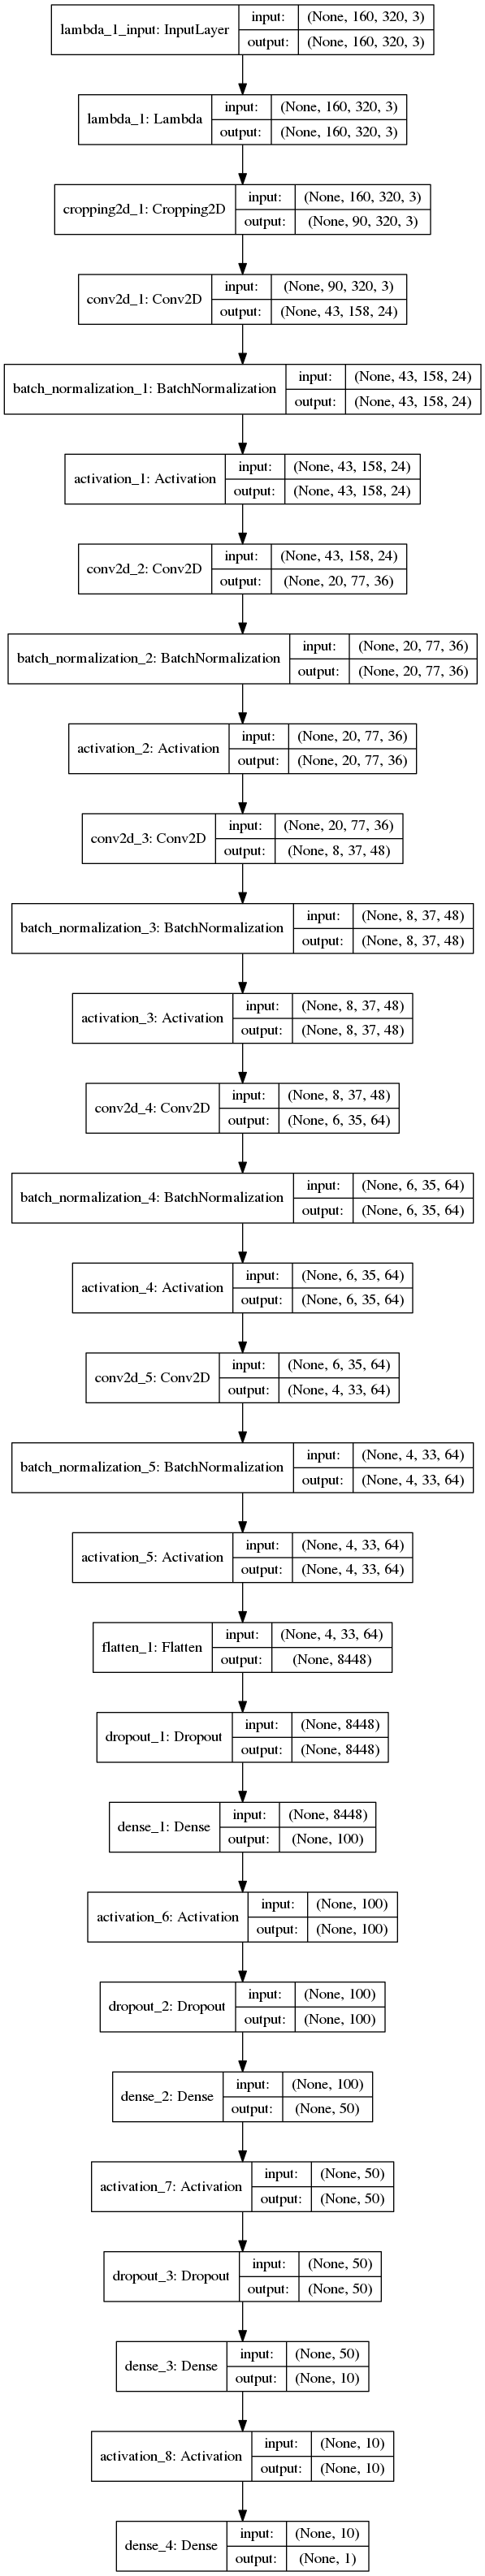 lambda_1_input: InputLayer
input: (None, 160, 320, 3)
output: (None, 160, 320, 3)
lambda_1: Lambda
input: (None, 160, 320, 3)
output: (None, 160, 320, 3)
cropping2d_1: Cropping2D
input: (None, 160, 320, 3)
output: (None, 90, 320, 3)
conv2d_1: Conv2D
input: (None, 90, 320, 3)
output: (None, 43, 158, 24)
batch_normalization_1: BatchNormalization
input: (None, 43, 158, 24)
output: (None, 43, 158, 24)
activation_1: Activation
input: (None, 43, 158, 24)
output: (None, 43, 158, 24)
conv2d_2: Conv2D
input: (None, 43, 158, 24)
output: (None, 20, 77, 36)
batch_normalization_2: BatchNormalization
input: (None, 20, 77, 36)
output: (None, 20, 77, 36)
activation_2: Activation
input: (None, 20, 77, 36)
output: (None, 20, 77, 36)
conv2d_3: Conv2D
input: (None, 20, 77, 36)
output: (None, 8, 37, 48)
batch_normalization_3: BatchNormalization
input: (None, 8, 37, 48)
output: (None, 8, 37, 48)
activation_3: Activation
input: (None, 8, 37, 48)
output: (None, 8, 37, 48)
conv2d_4: Conv2D
input: (None, 8, 37, 48)
output: (None, 6, 35, 64)
batch_normalization_4: BatchNormalization
input: (None, 6, 35, 64)
output: (None, 6, 35, 64)
activation_4: Activation
input: (None, 6, 35, 64)
output: (None, 6, 35, 64)
conv2d_5: Conv2D
input: (None, 6, 35, 64)
output: (None, 4, 33, 64)
batch_normalization_5: BatchNormalization
input: (None, 4, 33, 64)
output: (None, 4, 33, 64)
activation_5: Activation
input: (None, 4, 33, 64)
output: (None, 4, 33, 64)
flatten_1: Flatten
input: (None, 4, 33, 64)
output: (None, 8448)
dropout_1: Dropout
input: (None, 8448)
output: (None, 8448)
dense_1: Dense
input: (None, 8448)
output: (None, 100)
activation_6: Activation
input: (None, 100)
output: (None, 100)
dropout_2: Dropout
input: (None, 100)
output: (None, 100)
dense_2: Dense
input: (None, 100)
output: (None, 50)
activation_7: Activation
input: (None, 50)
output: (None, 50)
dropout_3: Dropout
input: (None, 50)
output: (None, 50)
dense_3: Dense
input: (None, 50)
output: (None, 10)
activation_8: Activation
input: (None, 10)
output: (None, 10)
dense_4: Dense
input: (None, 10)
output: (None, 1)